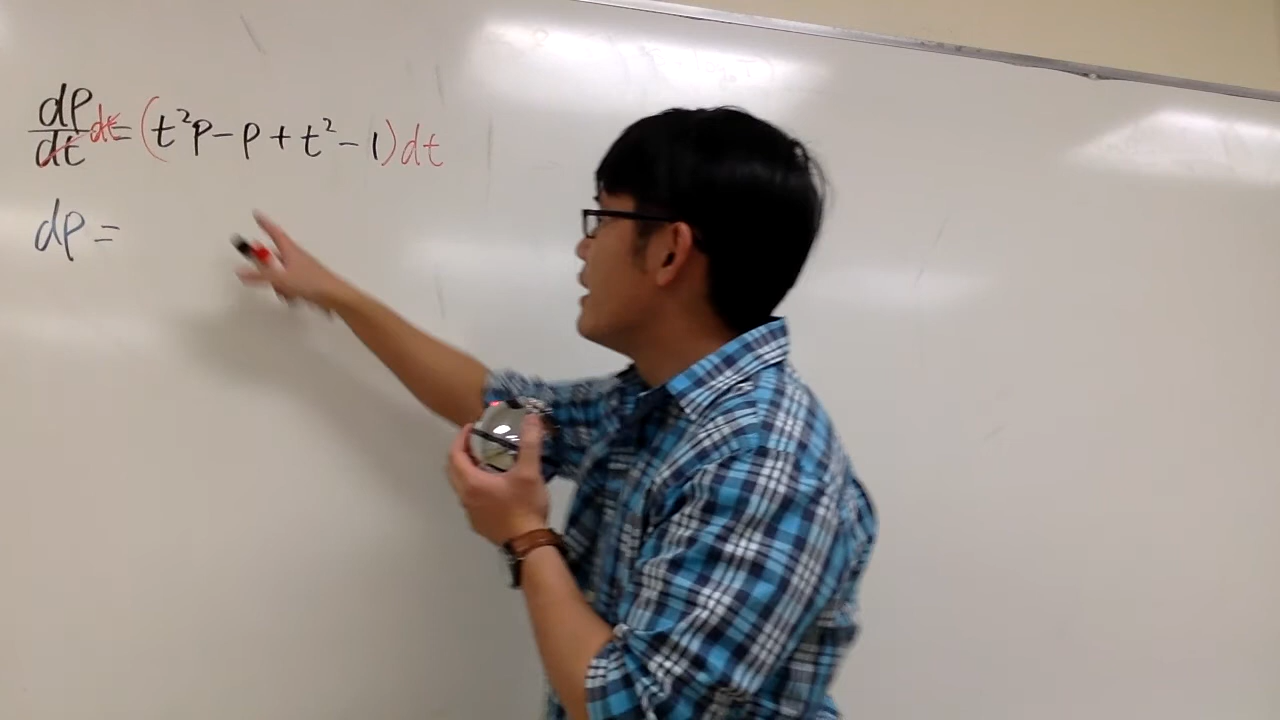 dP/dt dt = (t²p - p + t² - 1) dt
dp =